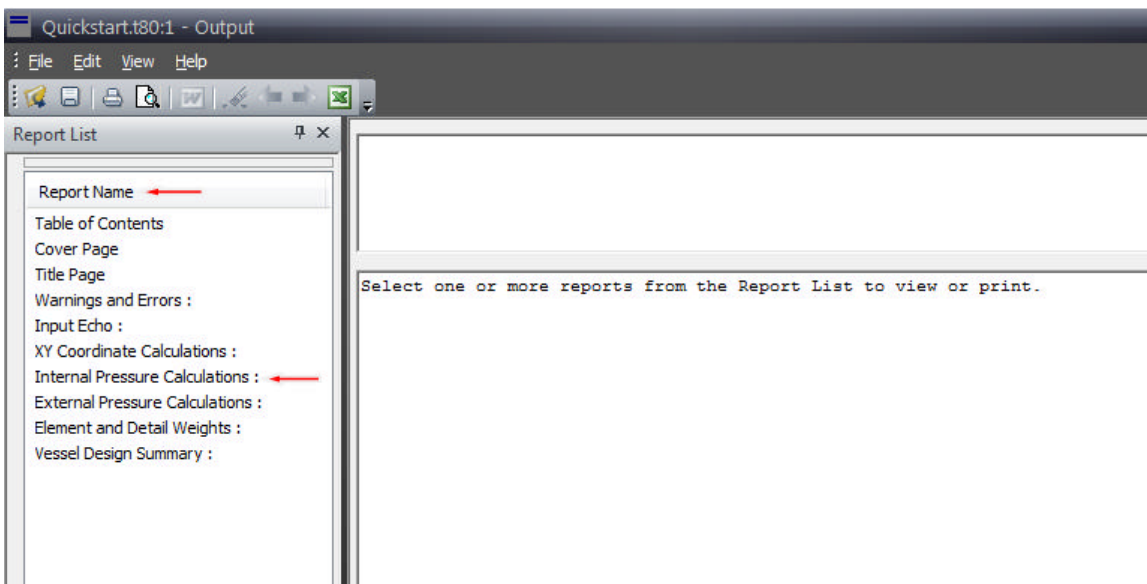 Quickstart.t80:1 - Output
File Edit View Help
Report List
Report Name
Table of Contents
Cover Page
Title Page
Warnings and Errors :
Input Echo :
XY Coordinate Calculations :
Internal Pressure Calculations :
External Pressure Calculations :
Element and Detail Weights :
Vessel Design Summary :
Select one or more reports from the Report List to view or print.